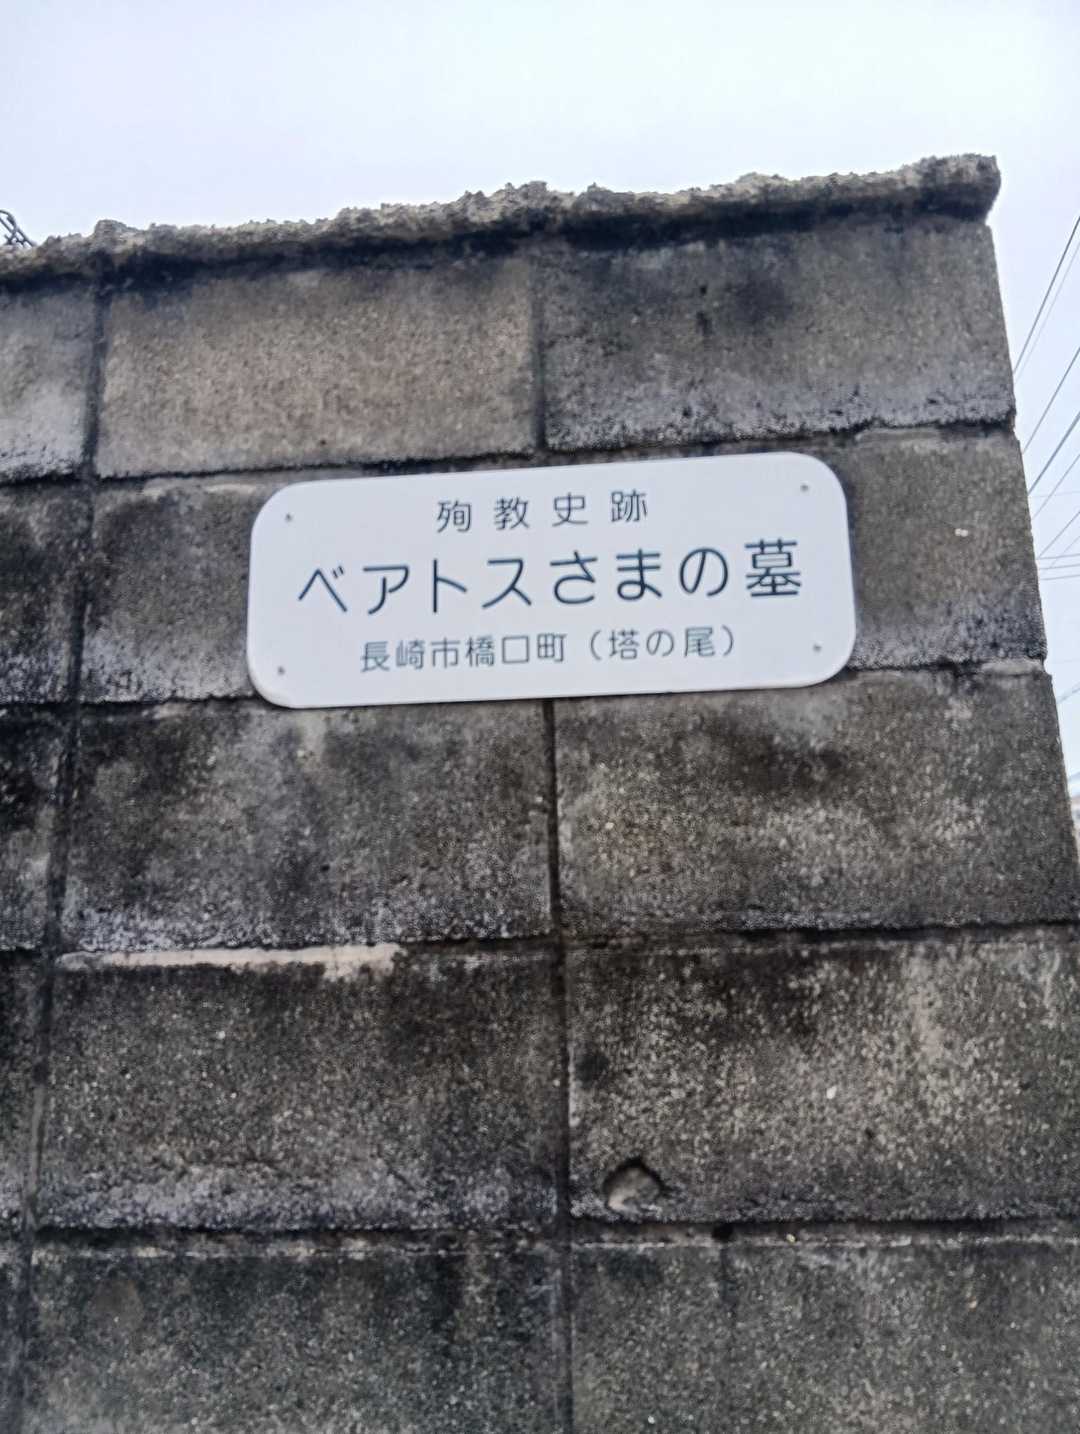 殉教史跡
ベアトスさまの墓
長崎市橋口町（塔の尾）